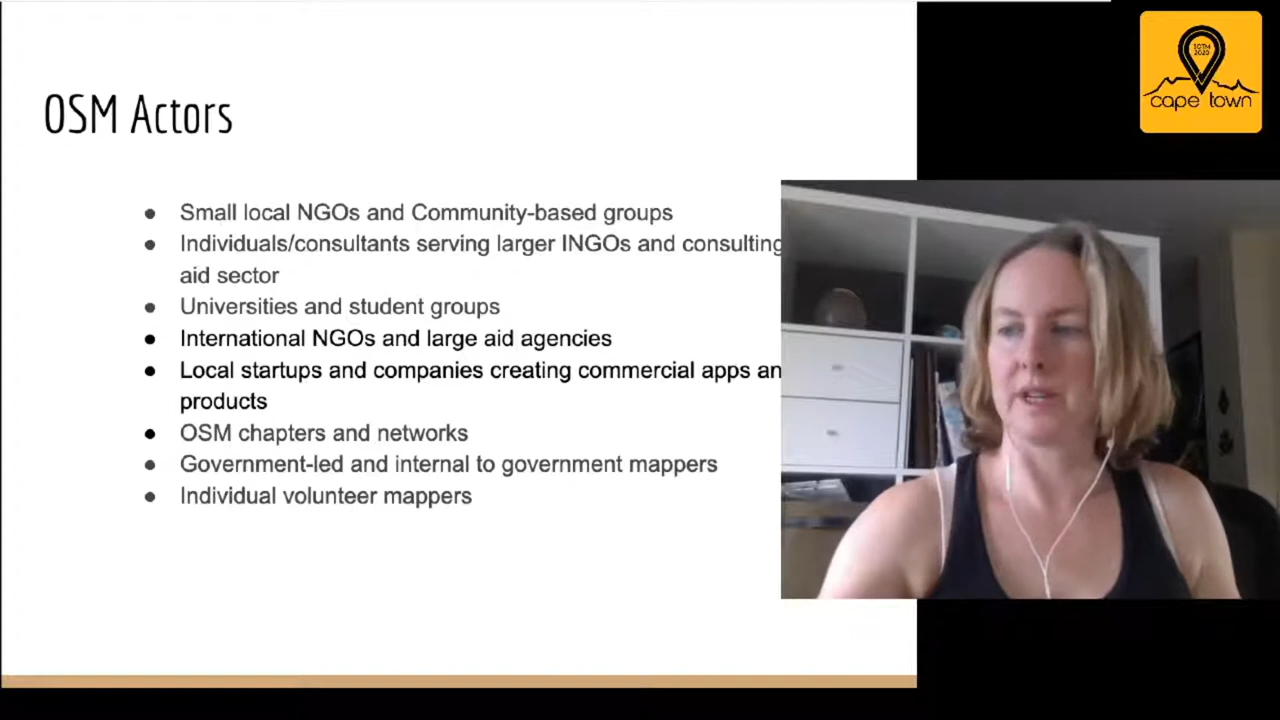 OSM Actors
Small local NGOs and Community-based groups
Individuals/consultants serving larger INGOs and consulting
aid sector
Universities and student groups
International NGOs and large aid agencies
Local startups and companies creating commercial apps an
products
OSM chapters and networks
Government-led and internal to government mappers
Individual volunteer mappers
SOTM
2020
cape town